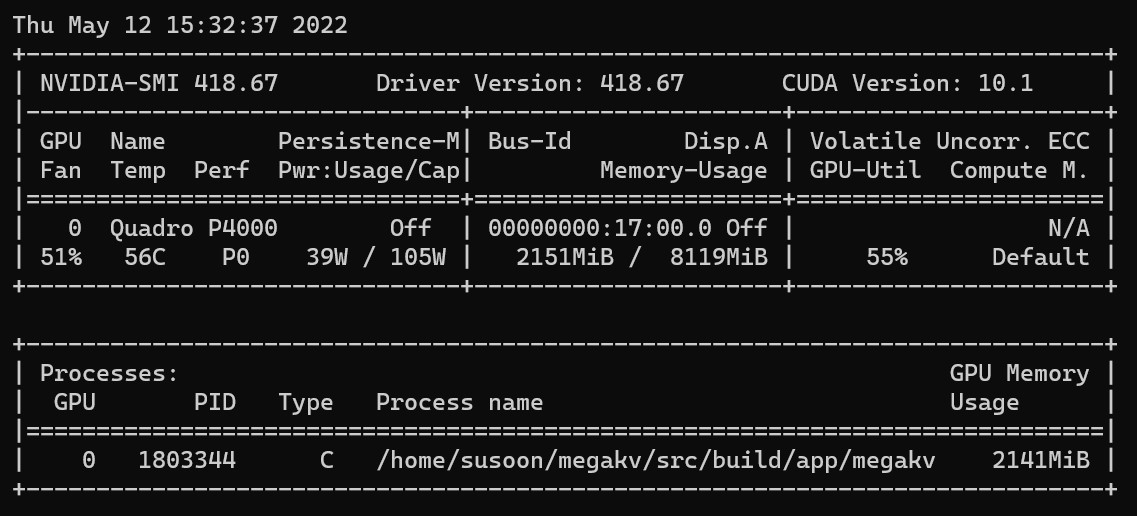 Thu May 12 15:32:37 2022
+-----------------------------------------------------------------------------+
| NVIDIA-SMI 418.67       Driver Version: 418.67       CUDA Version: 10.1     |
|-------------------------------+----------------------+----------------------+
| GPU  Name        Persistence-M| Bus-Id        Disp.A | Volatile Uncorr. ECC |
| Fan  Temp  Perf  Pwr:Usage/Cap|         Memory-Usage | GPU-Util  Compute M. |
|===============================+======================+======================|
|   0  Quadro P4000        Off  | 00000000:17:00.0 Off |                  N/A |
| 51%   56C    P0    39W / 105W |   2151MiB /  8119MiB |     55%      Default |
+-------------------------------+----------------------+----------------------+

+-----------------------------------------------------------------------------+
| Processes:                                                       GPU Memory |
|  GPU       PID   Type   Process name                             Usage      |
|=============================================================================|
|    0   1803344      C   /home/susoon/megakv/src/build/app/megakv    2141MiB |
+-----------------------------------------------------------------------------+